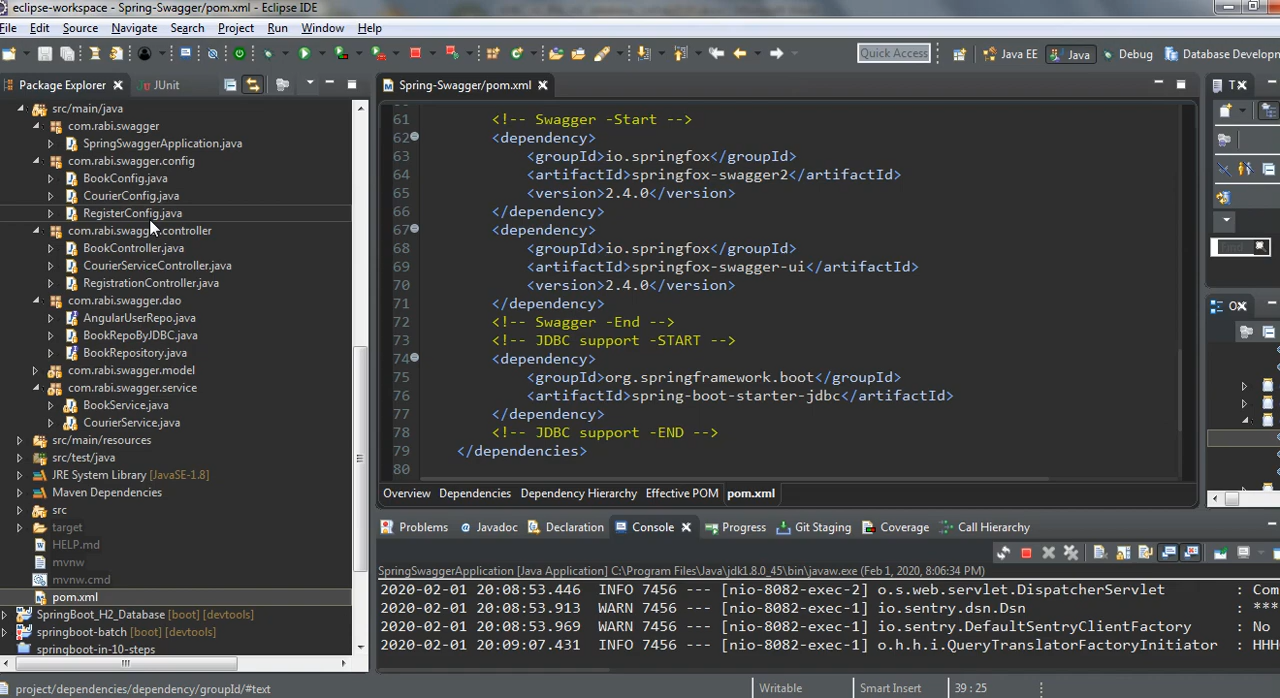 eclipse-workspace - Spring-Swagger/pom.xml - Eclipse IDE
File Edit Source Navigate Search Project Run Window Help
Quick Access Java EE Java Debug Database Develop
Package Explorer JUnit
src/main/java
com.rabi.swagger
SpringSwaggerApplication.java
com.rabi.swagger.config
BookConfig.java
CourierConfig.java
RegisterConfig.java
com.rabi.swagger.controller
BookController.java
CourierServiceController.java
RegistrationController.java
com.rabi.swagger.dao
AngularUserRepo.java
BookRepoByJDBC.java
BookRepository.java
com.rabi.swagger.model
com.rabi.swagger.service
BookService.java
CourierService.java
src/main/resources
src/test/java
JRE System Library [JavaSE-1.8]
Maven Dependencies
src
target
HELP.md
mvnw
mvnw.cmd
pom.xml
SpringBoot_H2_Database [boot] [devtools]
springboot-batch [boot] [devtools]
springboot-in-10-steps
Spring-Swagger/pom.xml
61 <!-- Swagger -Start -->
62 <dependency>
63 <groupId>io.springfox</groupId>
64 <artifactId>springfox-swagger2</artifactId>
65 <version>2.4.0</version>
66 </dependency>
67 <dependency>
68 <groupId>io.springfox</groupId>
69 <artifactId>springfox-swagger-ui</artifactId>
70 <version>2.4.0</version>
71 </dependency>
72 <!-- Swagger -End -->
73 <!-- JDBC support -START -->
74 <dependency>
75 <groupId>org.springframework.boot</groupId>
76 <artifactId>spring-boot-starter-jdbc</artifactId>
77 </dependency>
78 <!-- JDBC support -END -->
79 </dependencies>
80
Overview Dependencies Dependency Hierarchy Effective POM pom.xml
T
Find
O
Problems Javadoc Declaration Console Progress Git Staging Coverage Call Hierarchy
SpringSwaggerApplication [Java Application] C:\Program Files\Java\jdk1.8.0_45\bin\javaw.exe (Feb 1, 2020, 8:06:34 PM)
2020-02-01 20:08:53.446 INFO 7456 --- [nio-8082-exec-2] o.s.web.servlet.DispatcherServlet : Com
2020-02-01 20:08:53.913 WARN 7456 --- [nio-8082-exec-1] io.sentry.dsn.Dsn : ***
2020-02-01 20:08:53.969 WARN 7456 --- [nio-8082-exec-1] io.sentry.DefaultSentryClientFactory : No
2020-02-01 20:09:07.431 INFO 7456 --- [nio-8082-exec-1] o.h.h.i.QueryTranslatorFactoryInitiator : HHH
project/dependencies/dependency/groupId/#text
Writable Smart Insert 39 : 25